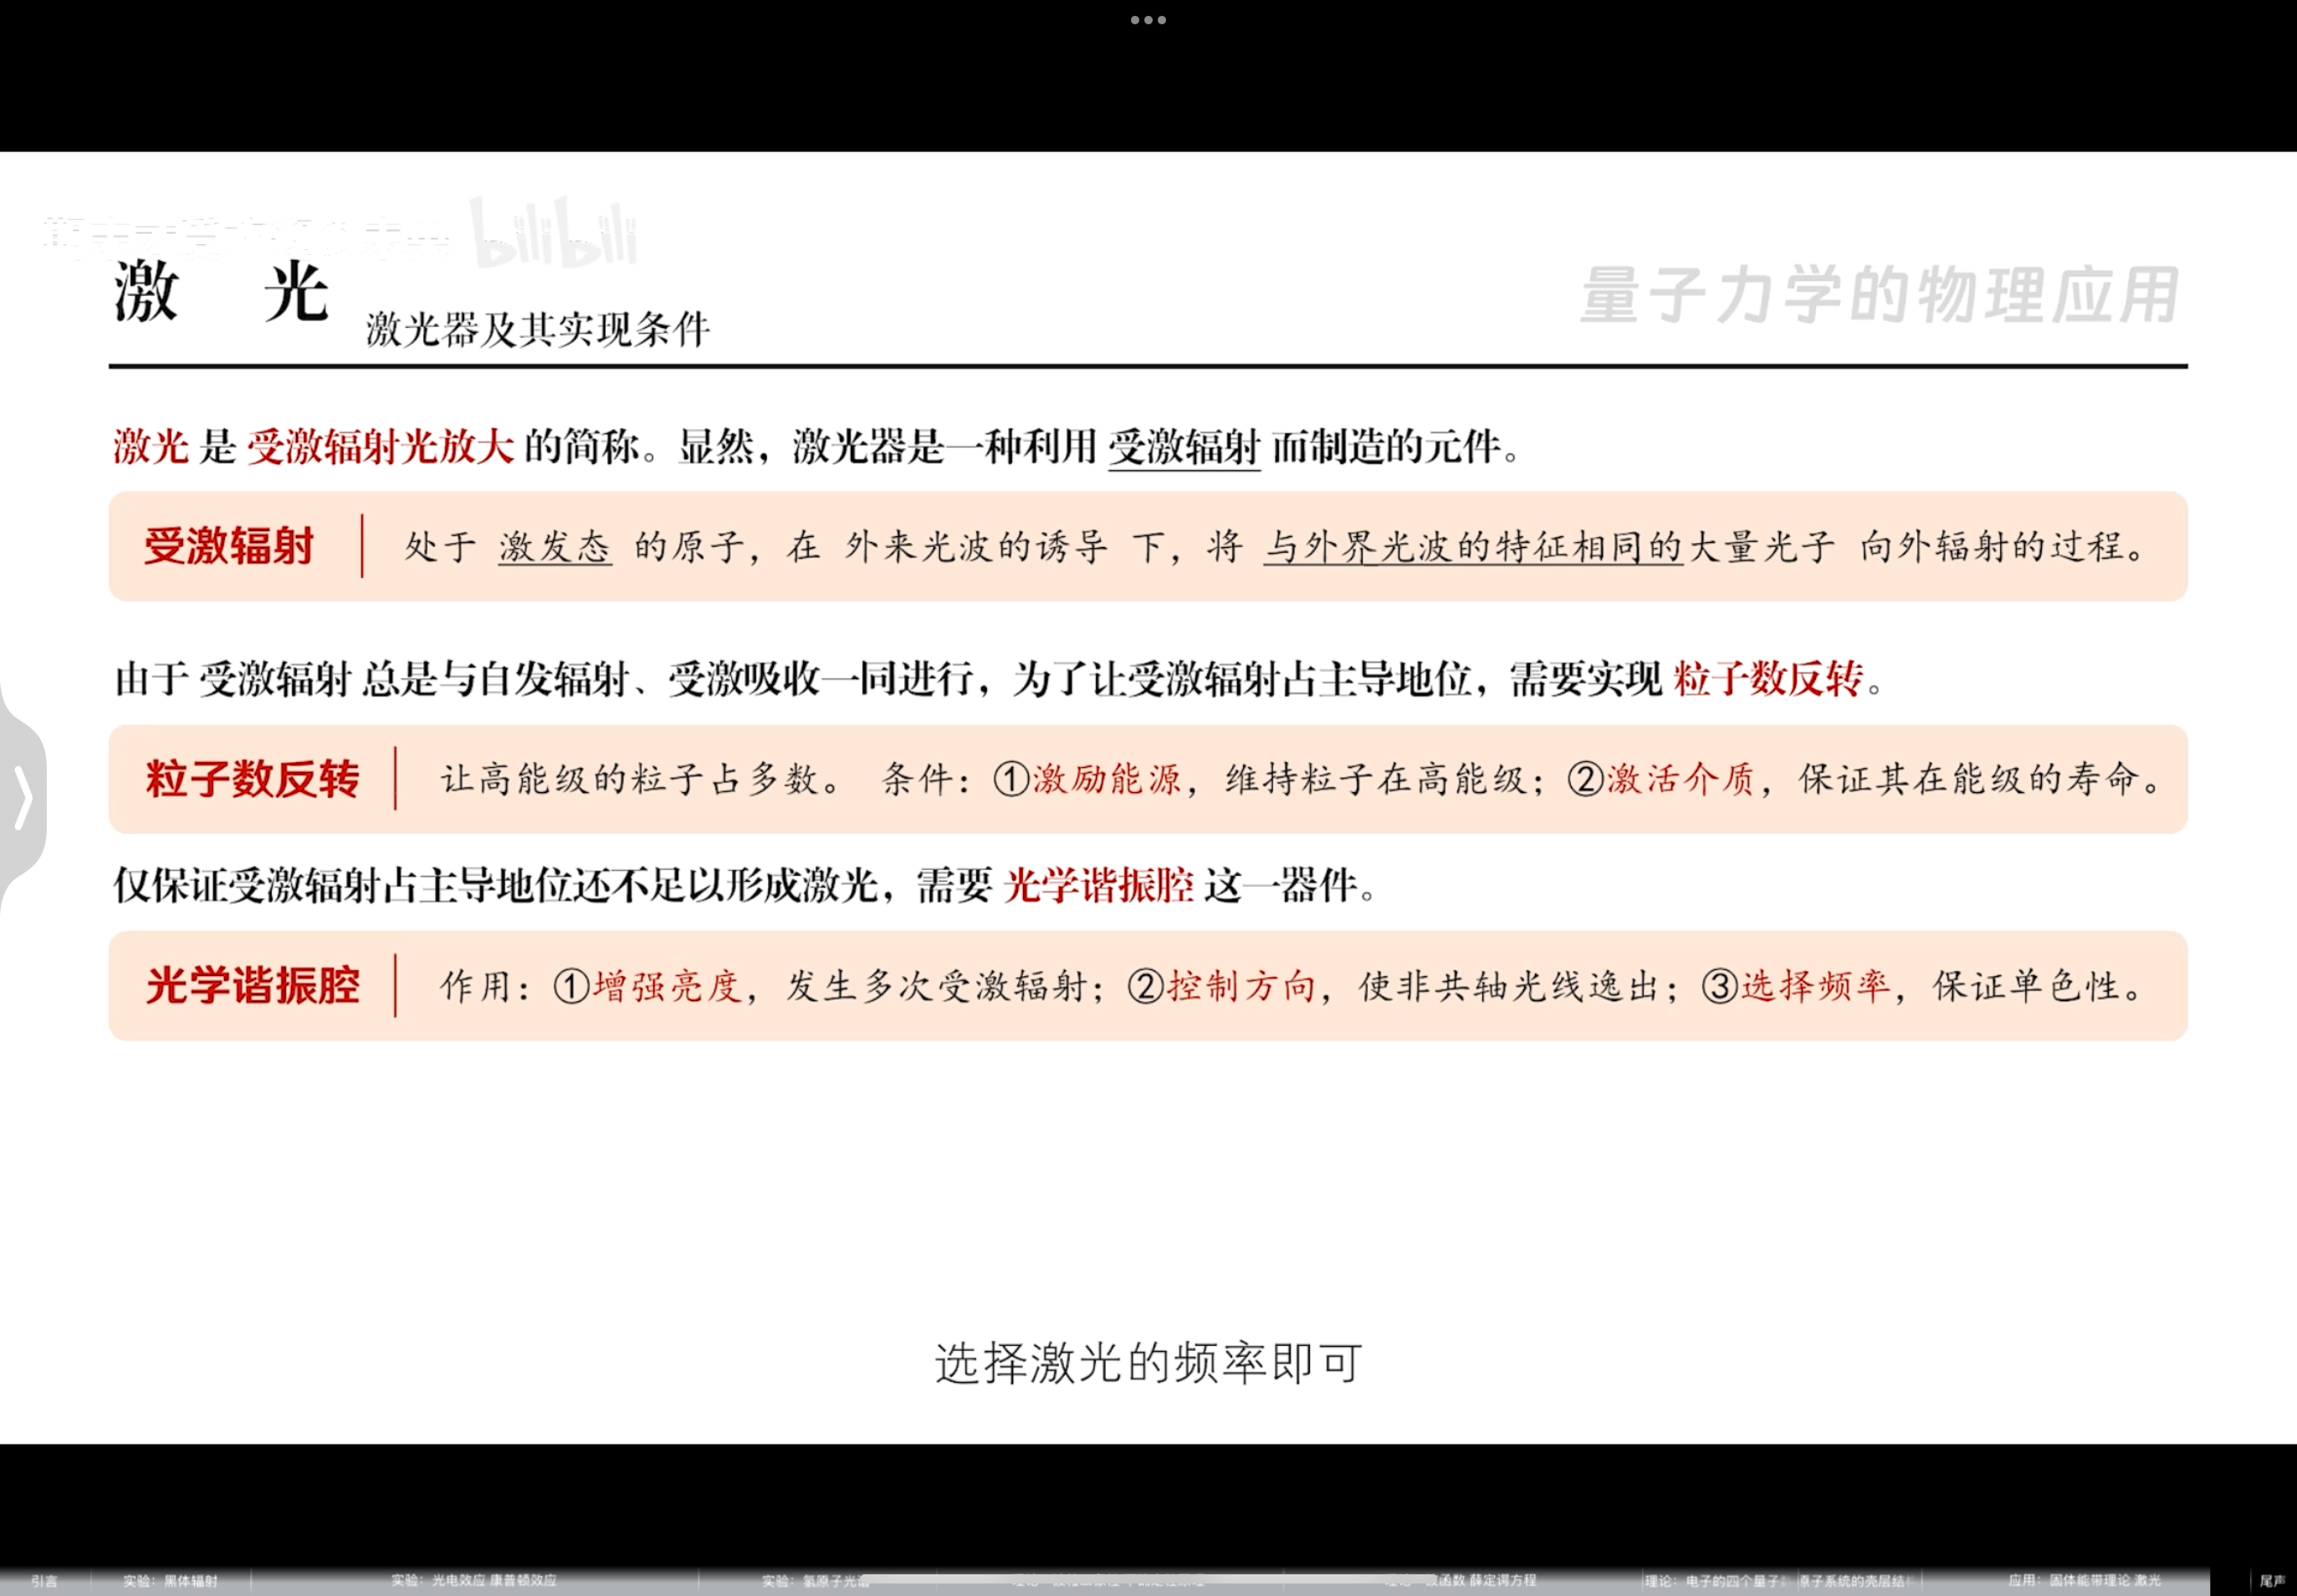 bilibili
激 光 激光器及其实现条件
量子力学的物理应用
激光 是 受激辐射光放大 的简称。显然，激光器是一种利用 受激辐射 而制造的元件。
受激辐射 处于 激发态 的原子，在 外来光波的诱导 下，将 与外界光波的特征相同的大量光子 向外辐射的过程。
由于 受激辐射 总是与自发辐射、受激吸收一同进行，为了让受激辐射占主导地位，需要实现 粒子数反转。
粒子数反转 让高能级的粒子占多数。 条件：①激励能源，维持粒子在高能级；②激活介质，保证其在能级的寿命。
仅保证受激辐射占主导地位还不足以形成激光，需要 光学谐振腔 这一器件。
光学谐振腔 作用：①增强亮度，发生多次受激辐射；②控制方向，使非共轴光线逸出；③选择频率，保证单色性。
选择激光的频率即可
引言 实验：黑体辐射 实验：光电效应 康普顿效应 实验：氢原子光谱 函数 薛定谔方程 理论：电子的四个量子 原子系统的壳层结 应用：固体能带理论 激光 尾声